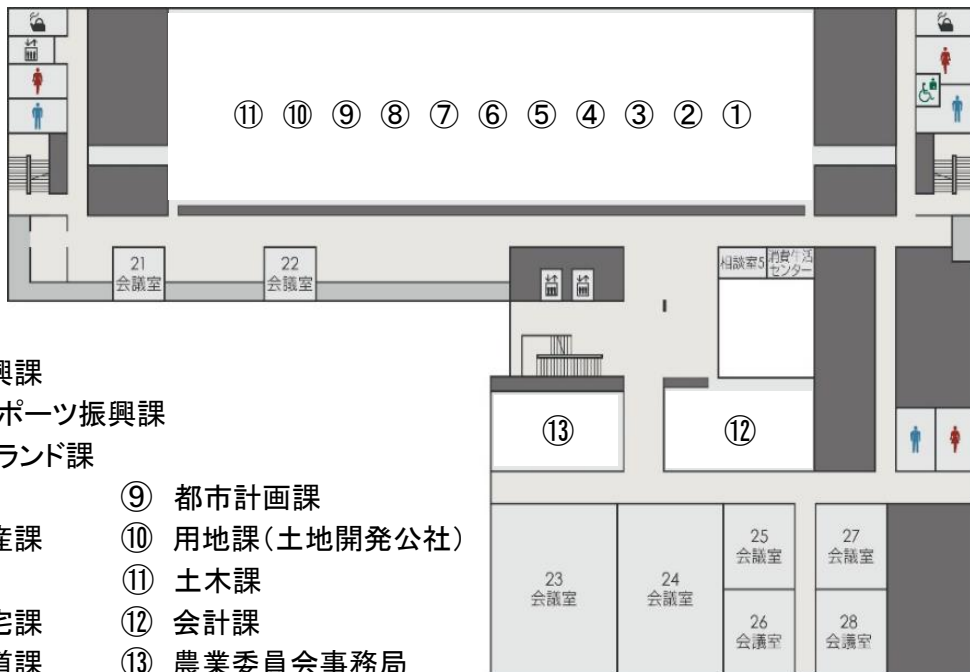 ⑪ ⑩ ⑨ ⑧ ⑦ ⑥ ⑤ ④ ③ ② ①
21
会議室
22
会議室
相談室5
消費生活
センター
興課
ポーツ振興課
ランド課
⑬
⑫
⑨ 都市計画課
産課
⑩ 用地課(土地開発公社)
⑪ 土木課
宅課
⑫ 会計課
道課
⑬ 農業委員会事務局
23
会議室
24
会議室
25
会議室
27
会議室
26
会議室
28
会議室